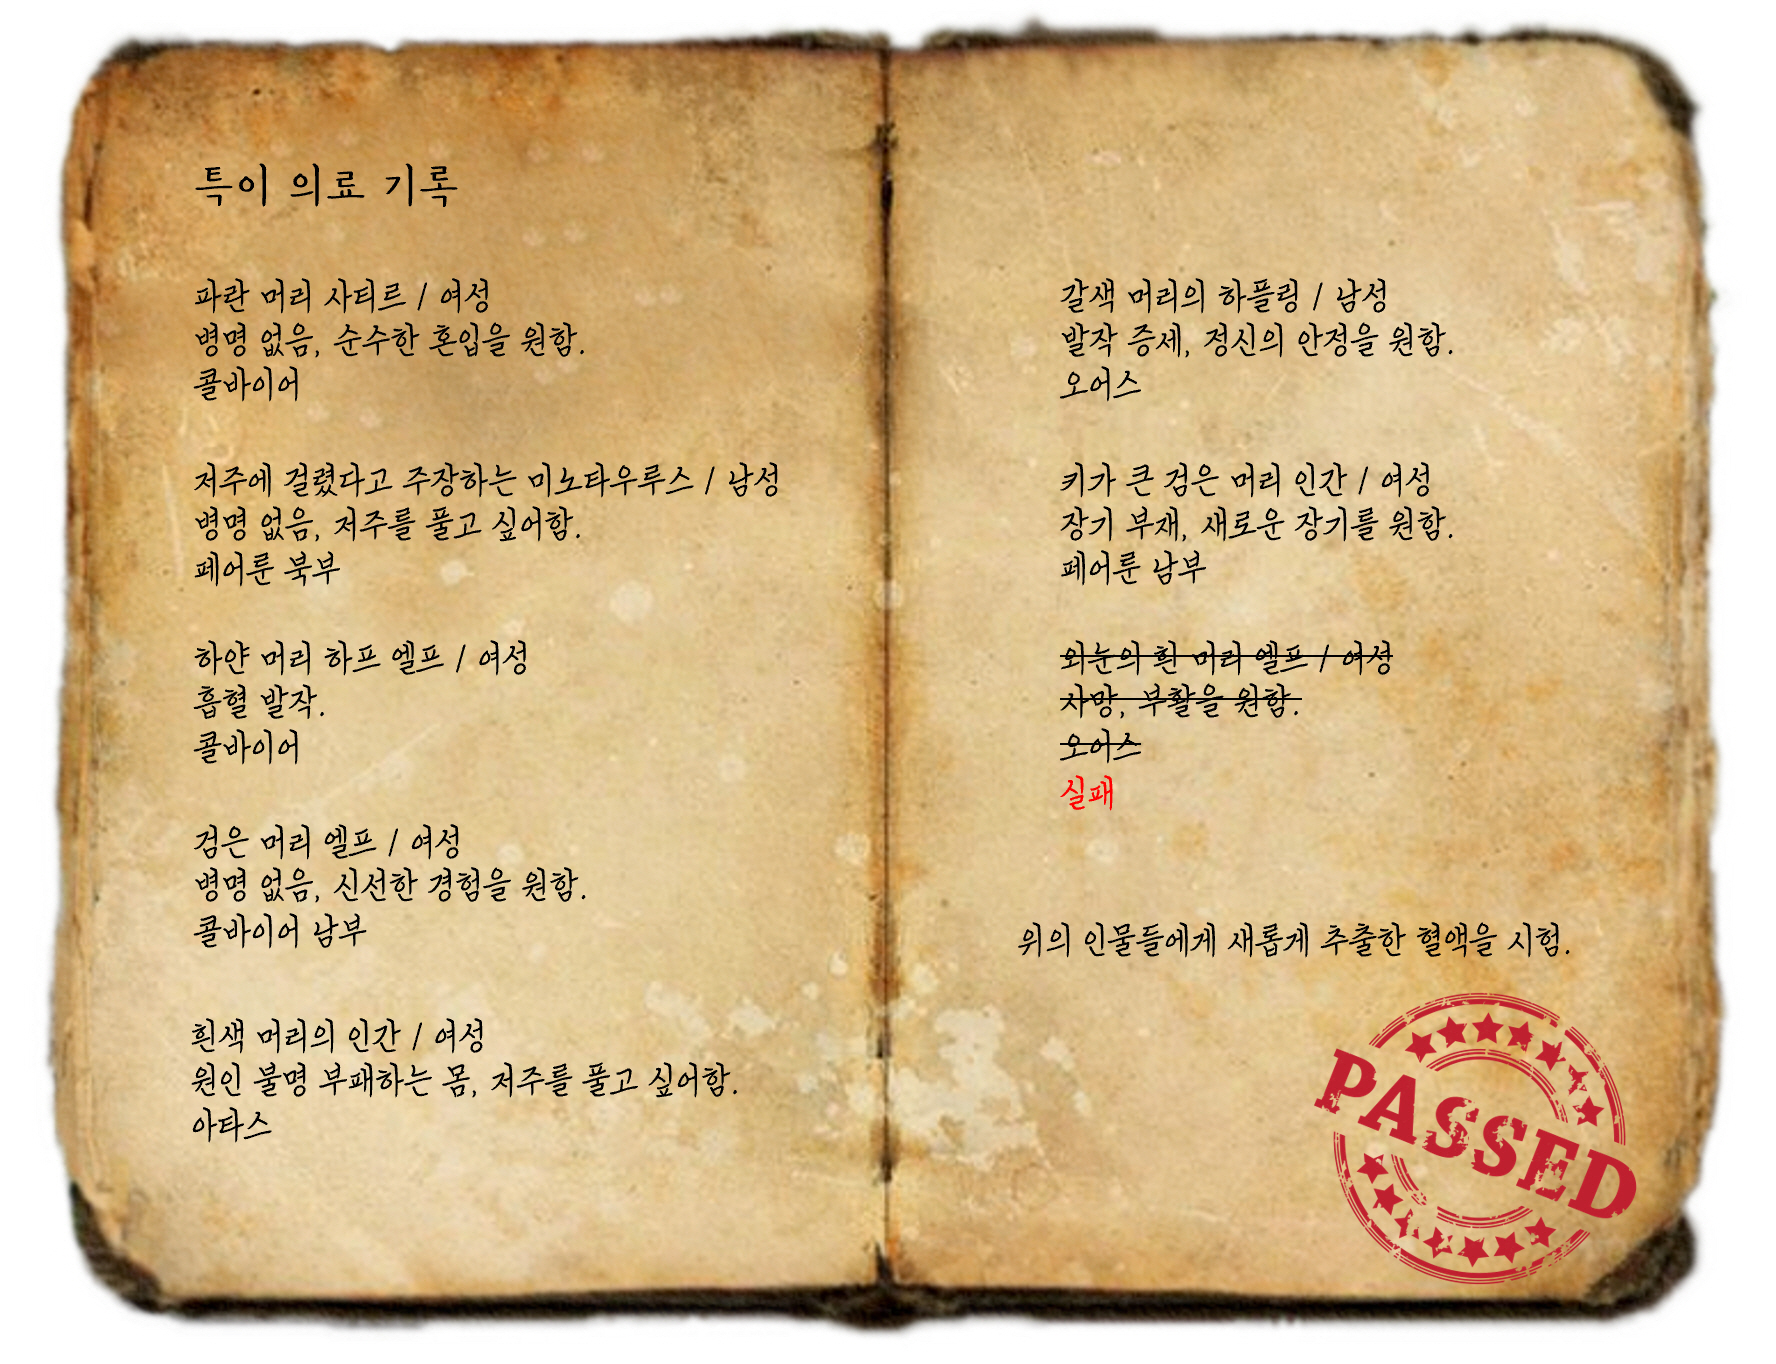 특이 의료 기록
파란 머리 사티르 / 여성
병명 없음, 순수한 혼입을 원함.
콜바이어
저주에 걸렸다고 주장하는 미노타우루스 / 남성
병명 없음, 저주를 풀고 싶어함.
페어룬 북부
하얀 머리 하프 엘프 / 여성
흡혈 발작.
콜바이어
검은 머리 엘프 / 여성
병명 없음, 신선한 경험을 원함.
콜바이어 남부
흰색 머리의 인간 / 여성
원인 불명 부패하는 몸, 저주를 풀고 싶어함.
아타스
갈색 머리의 하플링 / 남성
발작 증세, 정신의 안정을 원함.
오어스
키가 큰 검은 머리 인간 / 여성
장기 부재, 새로운 장기를 원함.
페어룬 남부
외눈의 흰 머리 엘프 / 여성
사망, 부활을 원함.
오어스
실패
위의 인물들에게 새롭게 추출한 혈액을 시험.
PASSED